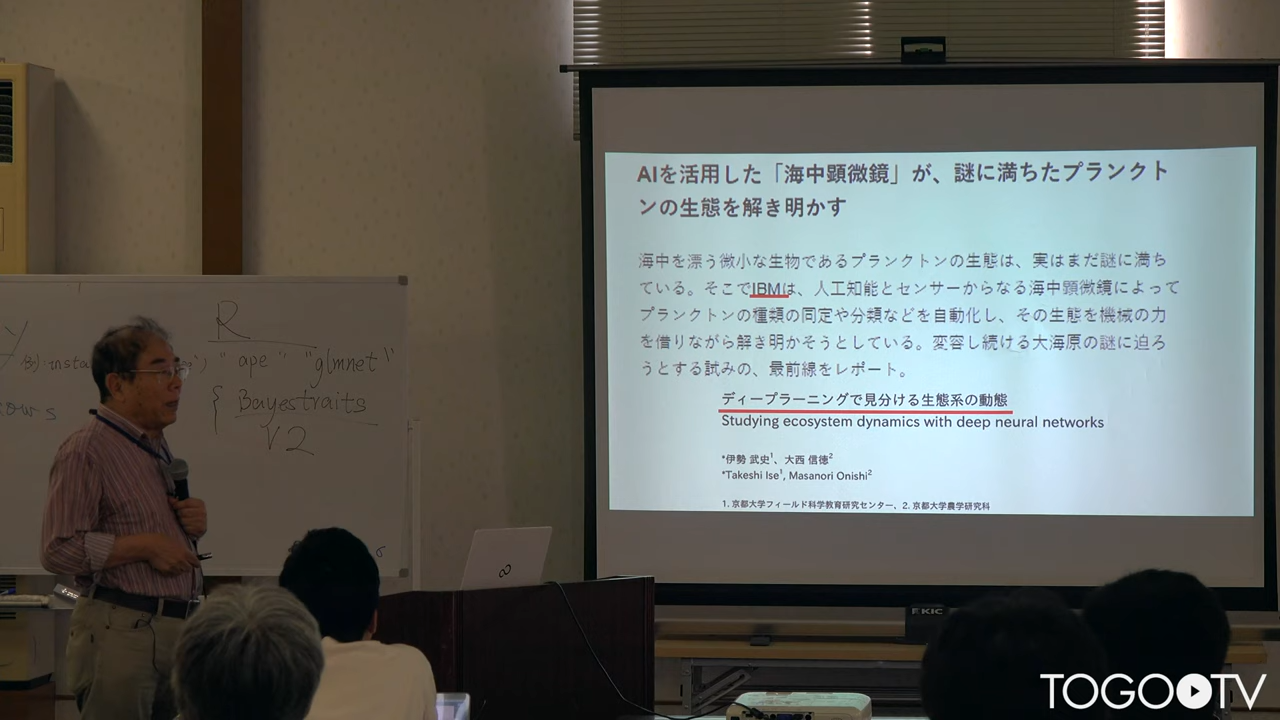 AIを活用した「海中顕微鏡」が、謎に満ちたプランクト
ンの生態を解き明かす
海中を漂う微小な生物であるプランクトンの生態は、実はまだ謎に満ち
ている。そこでIBMは、人工知能とセンサーからなる海中顕微鏡によって
プランクトンの種類の同定や分類などを自動化し、その生態を機械の力
を借りながら解き明かそうとしている。変容し続ける大海原の謎に迫ろ
うとする試みの、最前線をレポート。
ディープラーニングで見分ける生態系の動態
Studying ecosystem dynamics with deep neural networks
*伊勢 武史1、、大西 信徳2
*Takeshi Ise1, Masanori Onishi2
1. 京都大学フィールド科学教育研究センター、2. 京都大学農学研究科
R
"ape" "glmnet"
Bayestraits
V2
KIC
TOGOTV